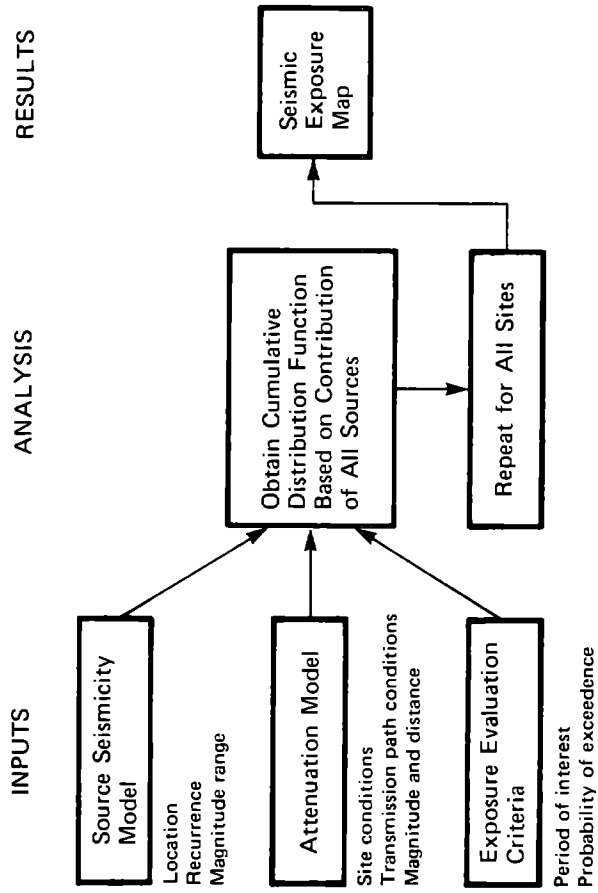 INPUTS
ANALYSIS
RESULTS
Source Seismicity
Model
Location
Recurrence
Magnitude range
Attenuation Model
Site conditions
Transmission path conditions
Magnitude and distance
Exposure Evaluation
Criteria
Period of interest
Probability of exceedence
Obtain Cumulative
Distribution Function
Based on Contribution
of All Sources
Repeat for All Sites
Seismic
Exposure
Map